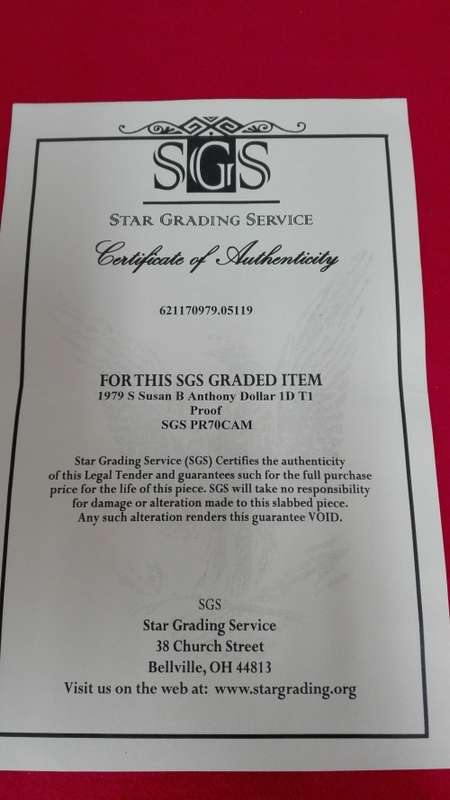 SGS
STAR GRADING SERVICE
Certificate of Authenticity
621170979.05119
FOR THIS SGS GRADED ITEM
1979 S Susan B Anthony Dollar 1D T1
Proof
SGS PR70CAM
Star Grading Service (SGS) Certifies the authenticity
of this Legal Tender and guarantees such for the full purchase
price for the life of this piece. SGS will take no responsibility
for damage or alteration made to this slabbed piece.
Any such alteration renders this guarantee VOID.
SGS
Star Grading Service
38 Church Street
Bellville, OH 44813
Visit us on the web at: www.stargrading.org